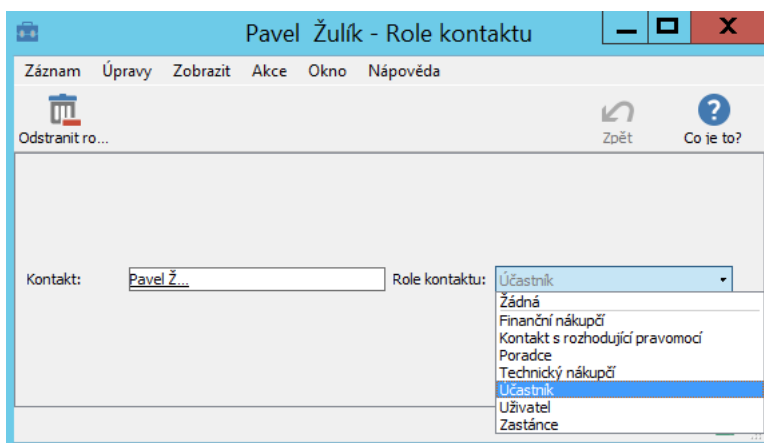 Pavel Žulík - Role kontaktu
Záznam Úpravy Zobrazit Akce Okno Nápověda
Odstranit ro... Zpět Co je to?
Kontakt: Pavel Ž... Role kontaktu: Účastník
Žádná
Finanční nákupčí
Kontakt s rozhodující pravomocí
Poradce
Technický nákupčí
Účastník
Uživatel
Zastánce